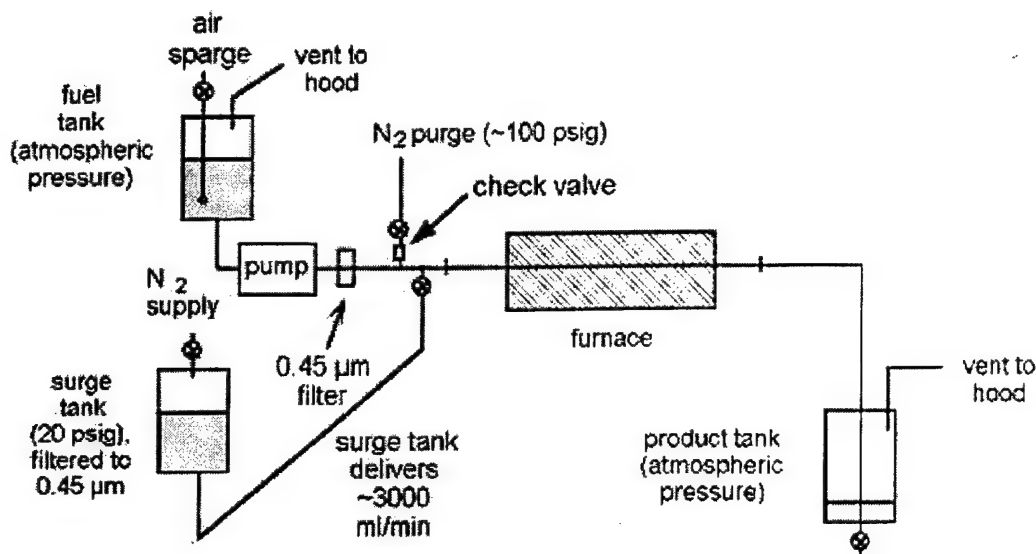 air
sparge
vent to
hood
fuel
tank
(atmospheric
pressure)
N2 purge (~100 psig)
check valve
pump
N 2
supply
0.45 µm
filter
furnace
surge
tank
(20 psig),
filtered to
0.45 µm
surge tank
delivers
~3000
ml/min
product tank
(atmospheric
pressure)
vent to
hood